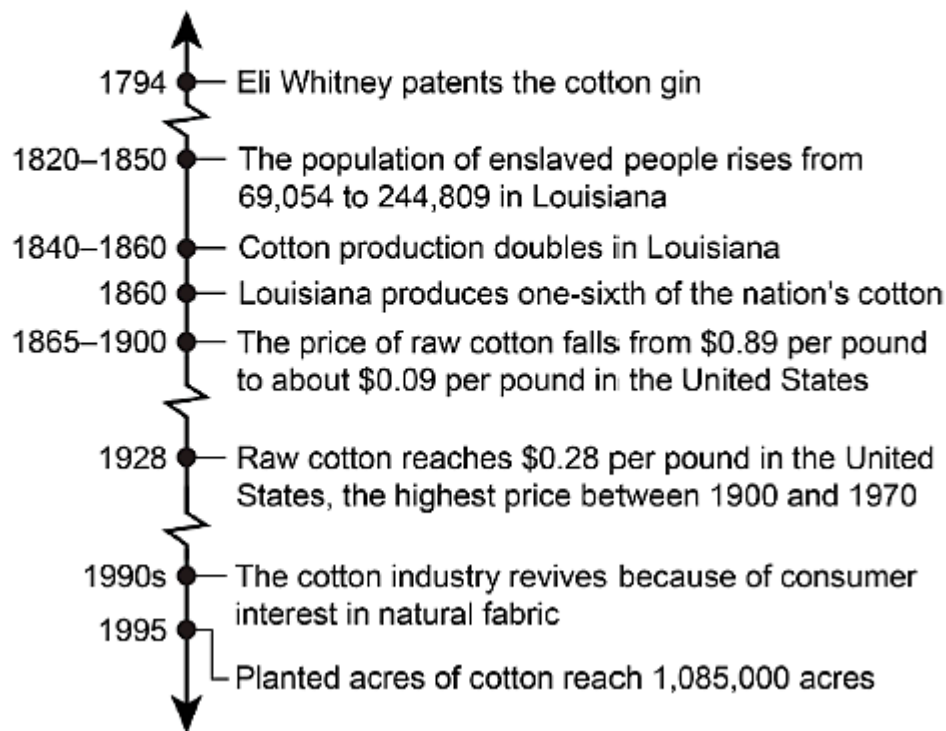 1794 Eli Whitney patents the cotton gin
1820–1850 The population of enslaved people rises from
69,054 to 244,809 in Louisiana
1840–1860 Cotton production doubles in Louisiana
1860 Louisiana produces one-sixth of the nation's cotton
1865–1900 The price of raw cotton falls from $0.89 per pound
to about $0.09 per pound in the United States
1928 Raw cotton reaches $0.28 per pound in the United
States, the highest price between 1900 and 1970
1990s The cotton industry revives because of consumer
interest in natural fabric
1995
Planted acres of cotton reach 1,085,000 acres